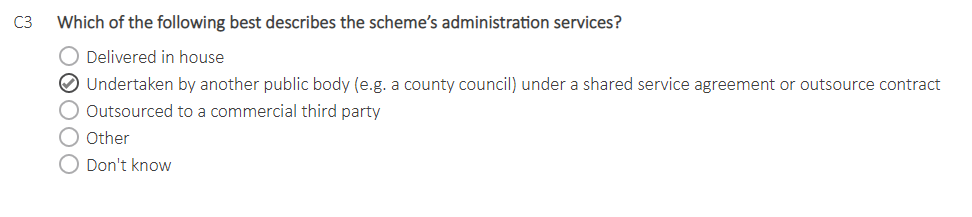 C3 Which of the following best describes the scheme's administration services?
Delivered in house
Undertaken by another public body (e.g. a county council) under a shared service agreement or outsource contract
Outsourced to a commercial third party
Other
Don't know